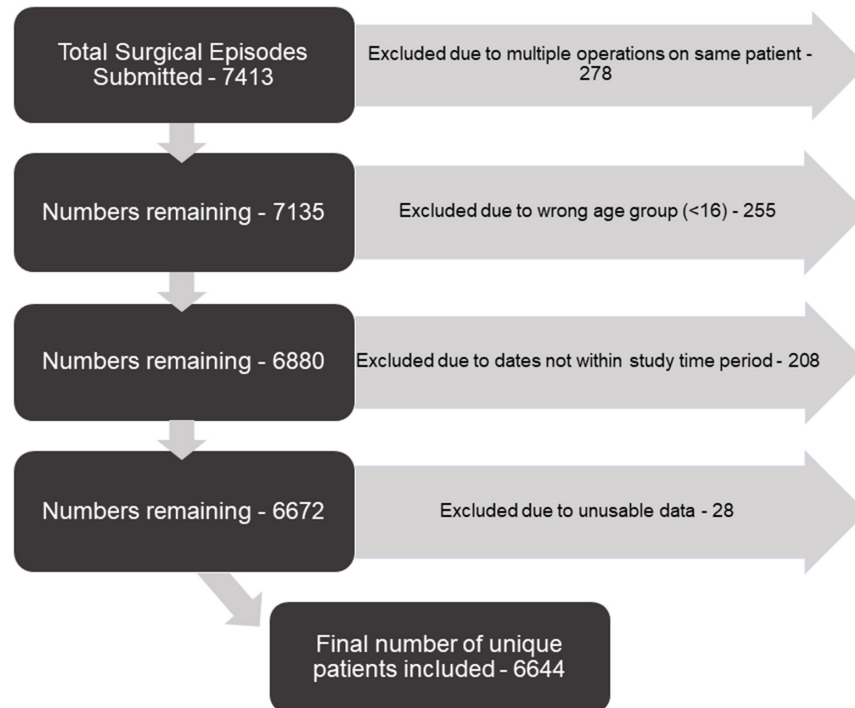 Total Surgical Episodes
Submitted - 7413
Excluded due to multiple operations on same patient -
278
Numbers remaining - 7135
Excluded due to wrong age group (<16) - 255
Numbers remaining - 6880
Excluded due to dates not within study time period - 208
Numbers remaining - 6672
Excluded due to unusable data - 28
Final number of unique
patients included - 6644